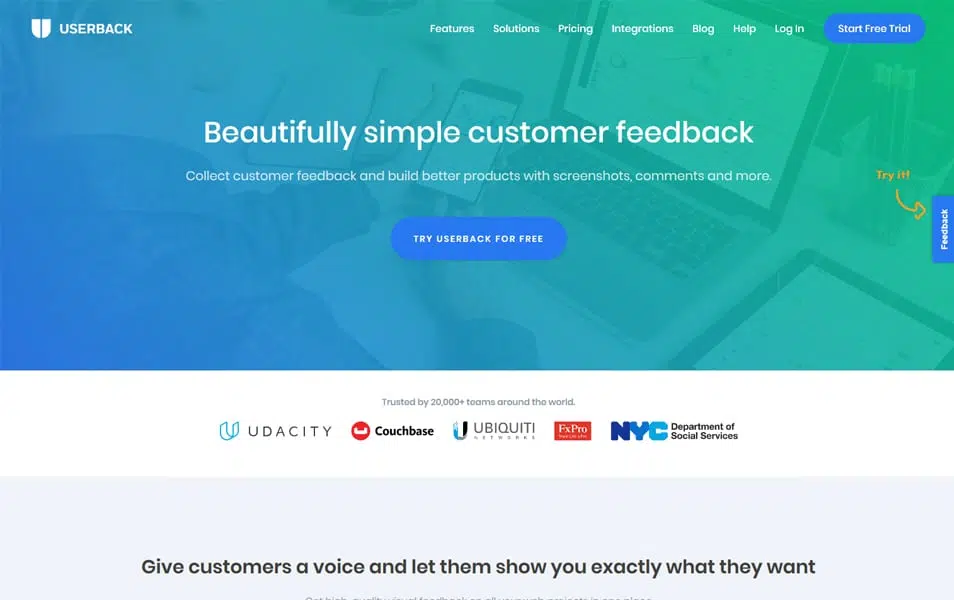 USERBACK
Features Solutions Pricing Integrations Blog Help Log In Start Free Trial
Beautifully simple customer feedback
Collect customer feedback and build better products with screenshots, comments and more.
Try it!
Feedback
TRY USERBACK FOR FREE
Trusted by 20,000+ teams around the world.
UDACITY Couchbase UBIQUITI NETWORKS FxPro NYC Department of Social Services
Give customers a voice and let them show you exactly what they want